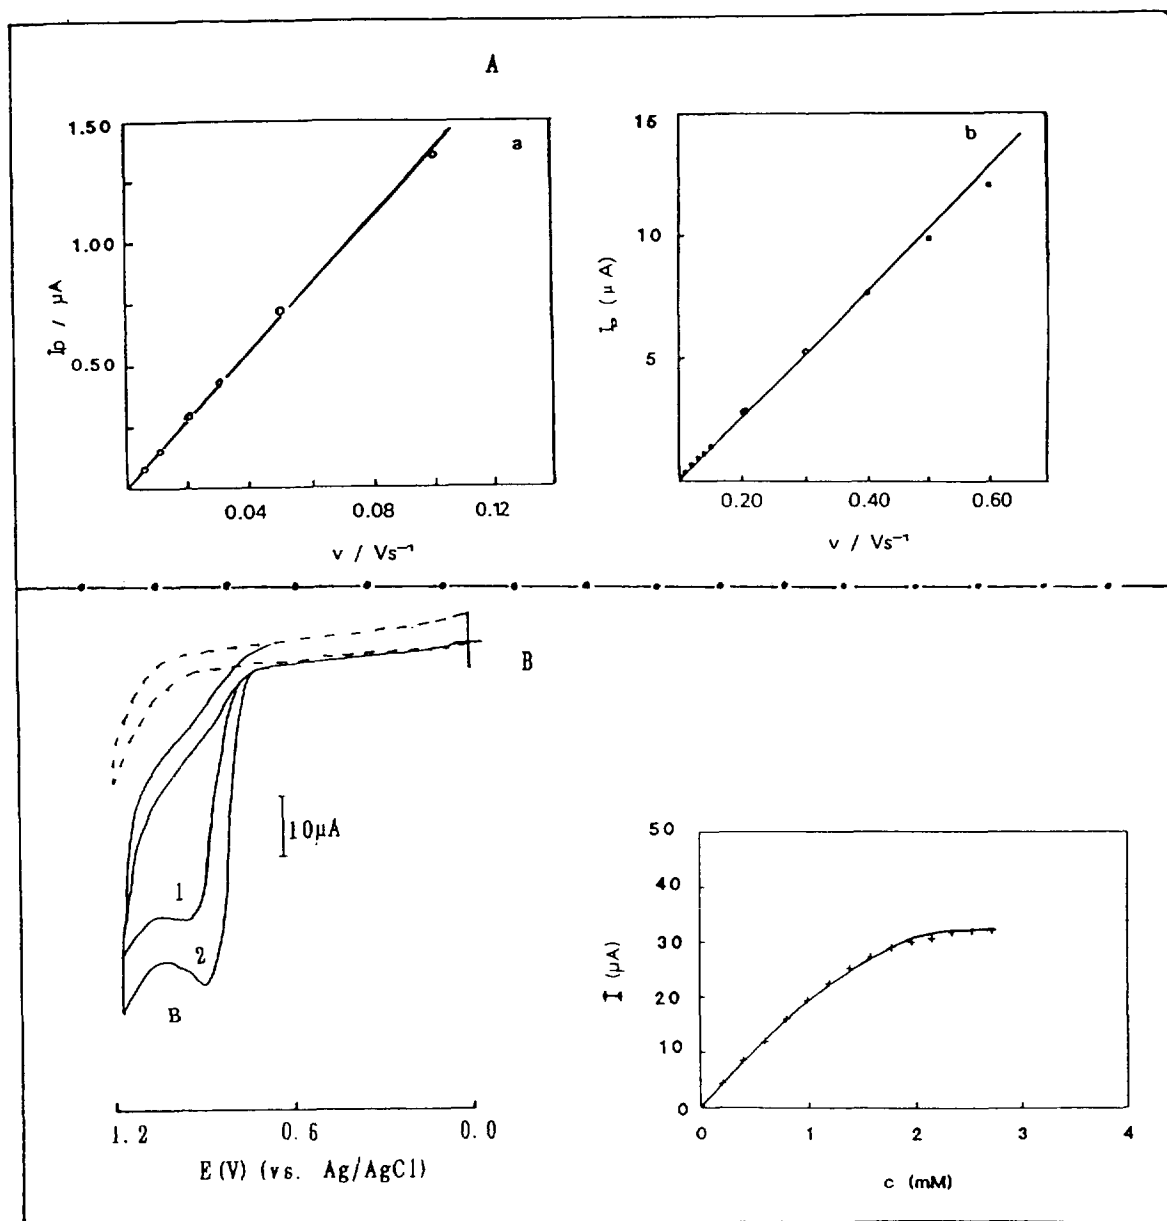 A
1.50
1.00
0.50
Ip / μA
a
0.04
0.08
0.12
v / Vs⁻¹
15
10
5
Ip (μA)
b
0.20
0.40
0.60
v / Vs⁻¹
B
10μA
1
2
B
1.2
0.6
0.0
E(V) (vs. Ag/AgCl)
50
40
30
20
10
0
I (μA)
0
1
2
3
4
c (mM)